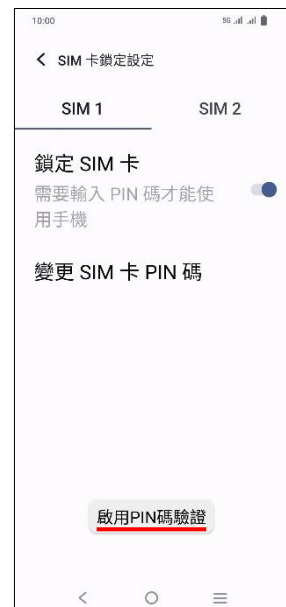 10:00 5G
SIM 卡鎖定設定
SIM 1 SIM 2
鎖定 SIM 卡
需要輸入 PIN 碼才能使
用手機
變更 SIM 卡 PIN 碼
啟用PIN碼驗證